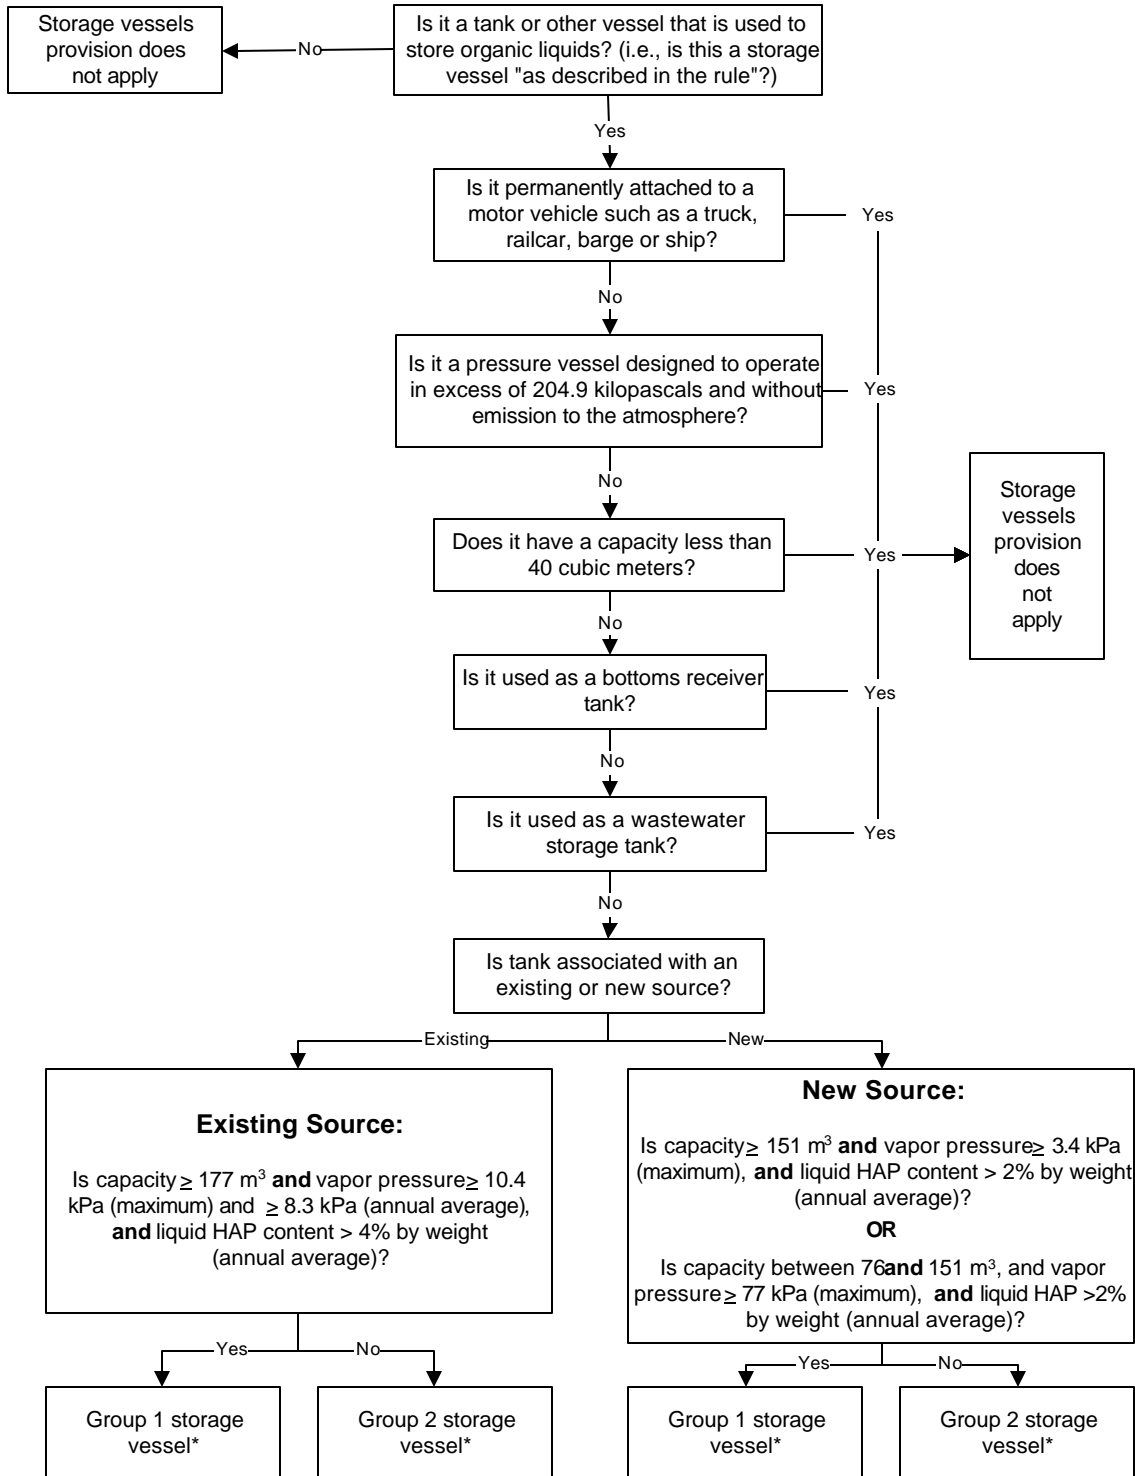 Storage vessels
provision does
not apply
No
Is it a tank or other vessel that is used to
store organic liquids? (i.e., is this a storage
vessel "as described in the rule"?)
Yes
Is it permanently attached to a
motor vehicle such as a truck,
railcar, barge or ship?
Yes
No
Is it a pressure vessel designed to operate
in excess of 204.9 kilopascals and without
emission to the atmosphere?
Yes
No
Does it have a capacity less than
40 cubic meters?
Yes
Storage
vessels
provision
does
not
apply
No
Is it used as a bottoms receiver
tank?
Yes
No
Is it used as a wastewater
storage tank?
Yes
No
Is tank associated with an
existing or new source?
Existing
New
Existing Source:
Is capacity ≥ 177 m³ and vapor pressure ≥ 10.4
kPa (maximum) and ≥ 8.3 kPa (annual average),
and liquid HAP content > 4% by weight
(annual average)?
New Source:
Is capacity ≥ 151 m³ and vapor pressure ≥ 3.4 kPa
(maximum), and liquid HAP content > 2% by weight
(annual average)?
OR
Is capacity between 76 and 151 m³, and vapor
pressure ≥ 77 kPa (maximum), and liquid HAP >2%
by weight (annual average)?
Yes
No
Yes
No
Group 1 storage
vessel*
Group 2 storage
vessel*
Group 1 storage
vessel*
Group 2 storage
vessel*